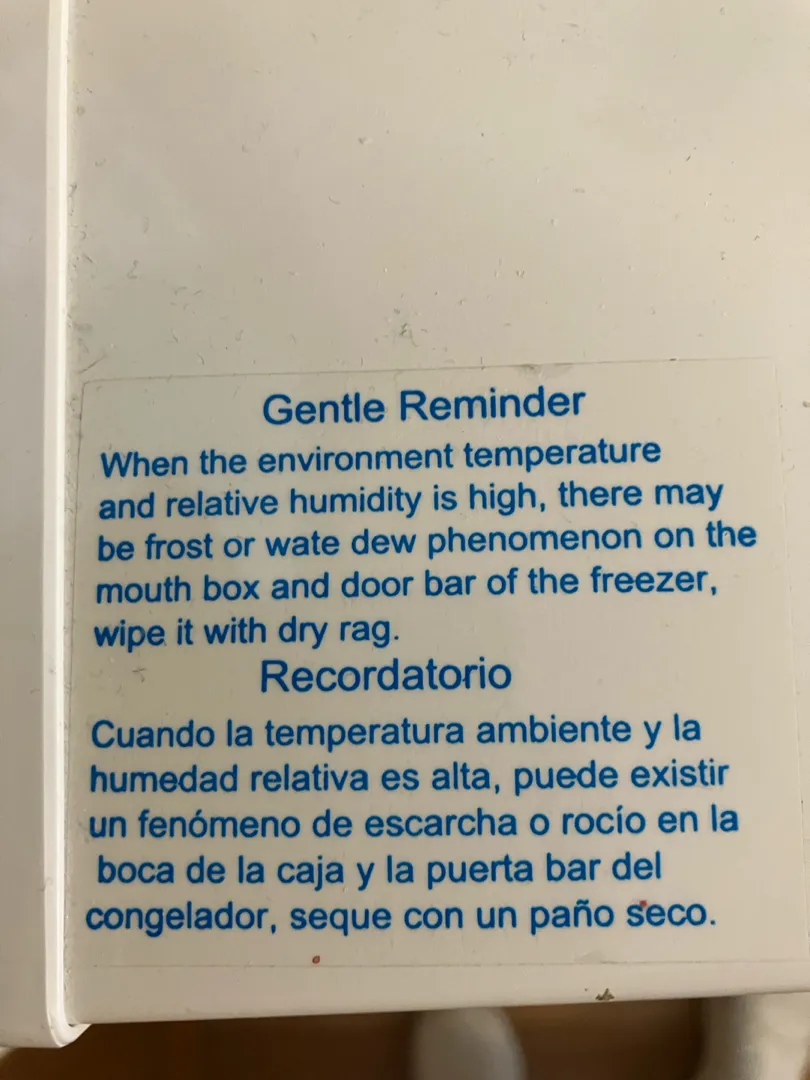 Gentle Reminder
When the environment temperature
and relative humidity is high, there may
be frost or wate dew phenomenon on the
mouth box and door bar of the freezer,
wipe it with dry rag.
Recordatorio
Cuando la temperatura ambiente y la
humedad relativa es alta, puede existir
un fenómeno de escarcha o rocío en la
boca de la caja y la puerta bar del
congelador, seque con un paño seco.